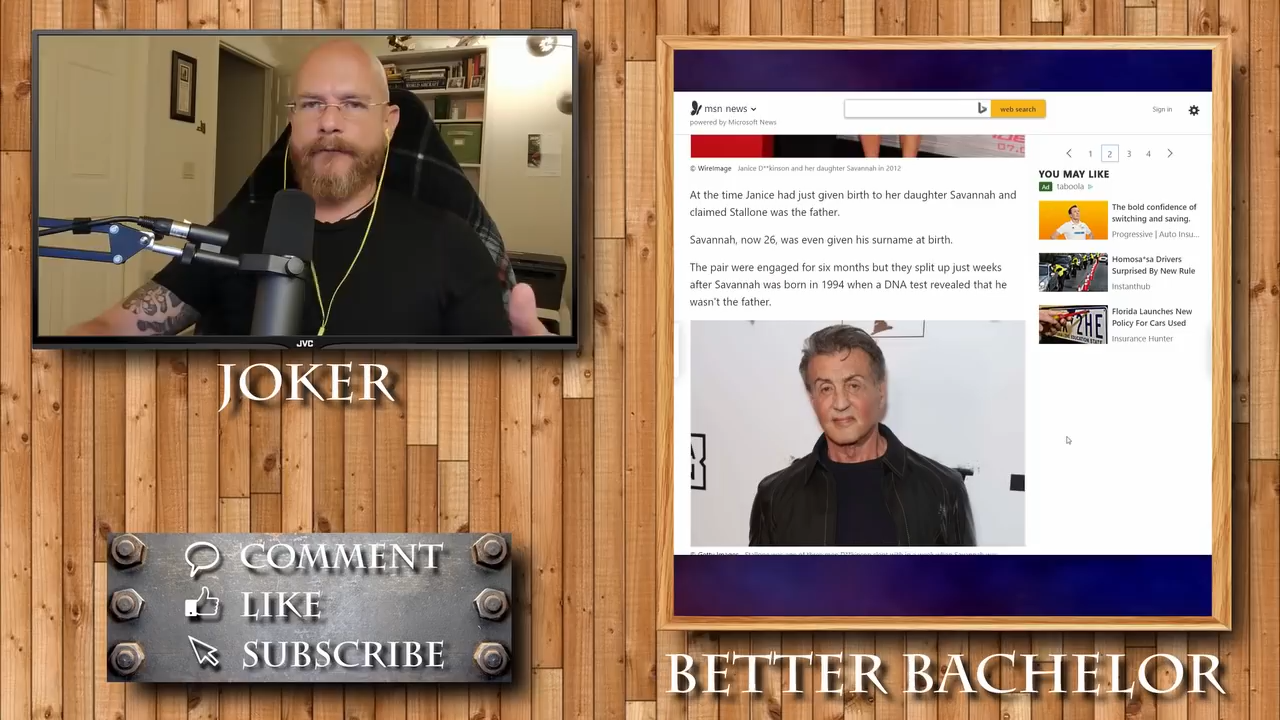 JVC
JOKER
COMMENT
LIKE
SUBSCRIBE
msn news
powered by Microsoft News
web search
Sign in
© WireImage Janice D**kinson and her daughter Savannah in 2012
At the time Janice had just given birth to her daughter Savannah and
claimed Stallone was the father.
Savannah, now 26, was even given his surname at birth.
The pair were engaged for six months but they split up just weeks
after Savannah was born in 1994 when a DNA test revealed that he
wasn't the father.
1 2 3 4
YOU MAY LIKE
Ad taboola
The bold confidence of
switching and saving.
Progressive | Auto Insu...
Homosa*sa Drivers
Surprised By New Rule
Instanthub
Florida Launches New
Policy For Cars Used
Insurance Hunter
BETTER BACHELOR